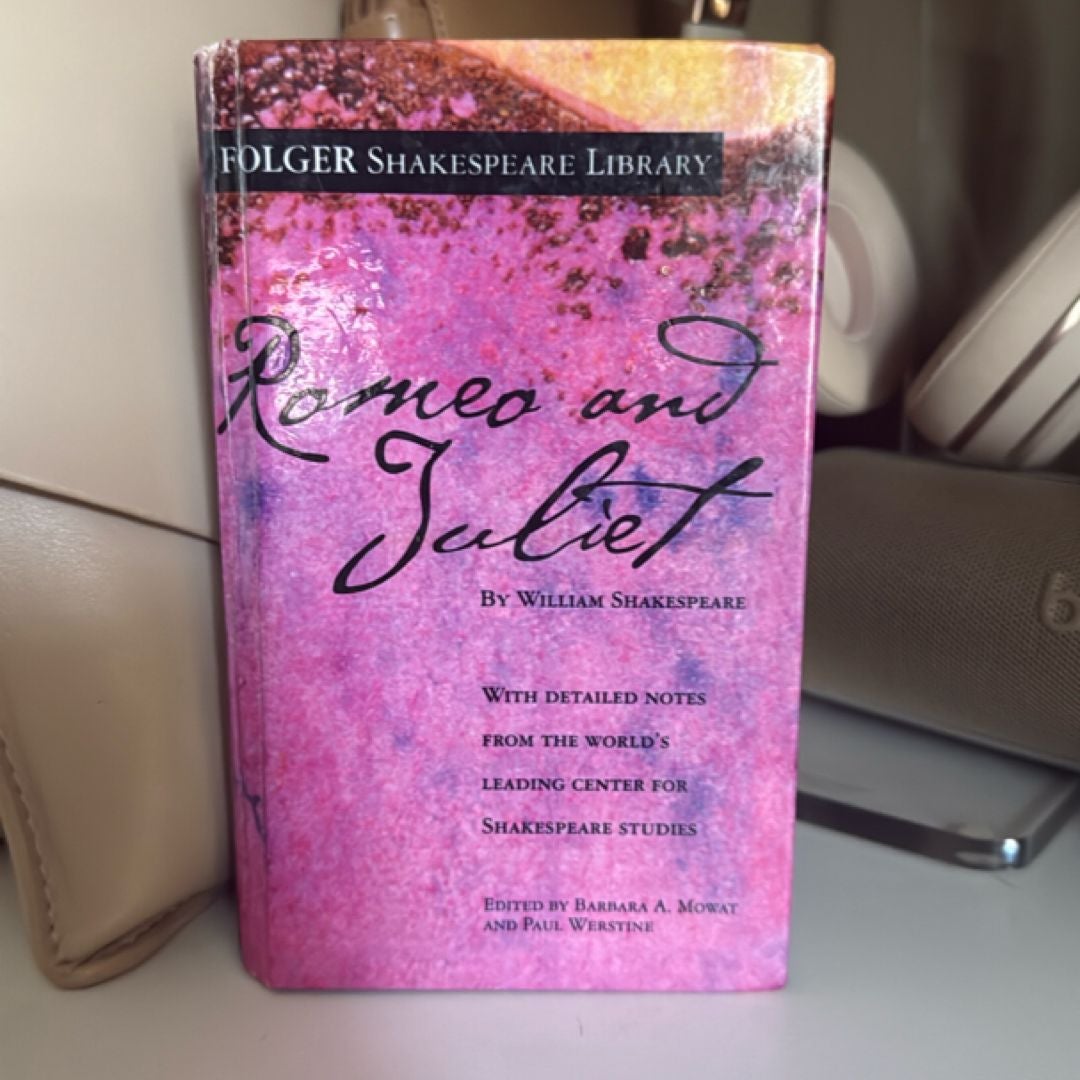 FOLGER SHAKESPEARE LIBRARY
Romeo and
Juliet
BY WILLIAM SHAKESPEARE
WITH DETAILED NOTES
FROM THE WORLD'S
LEADING CENTER FOR
SHAKESPEARE STUDIES
EDITED BY BARBARA A. MOWAT
AND PAUL WERSTINE